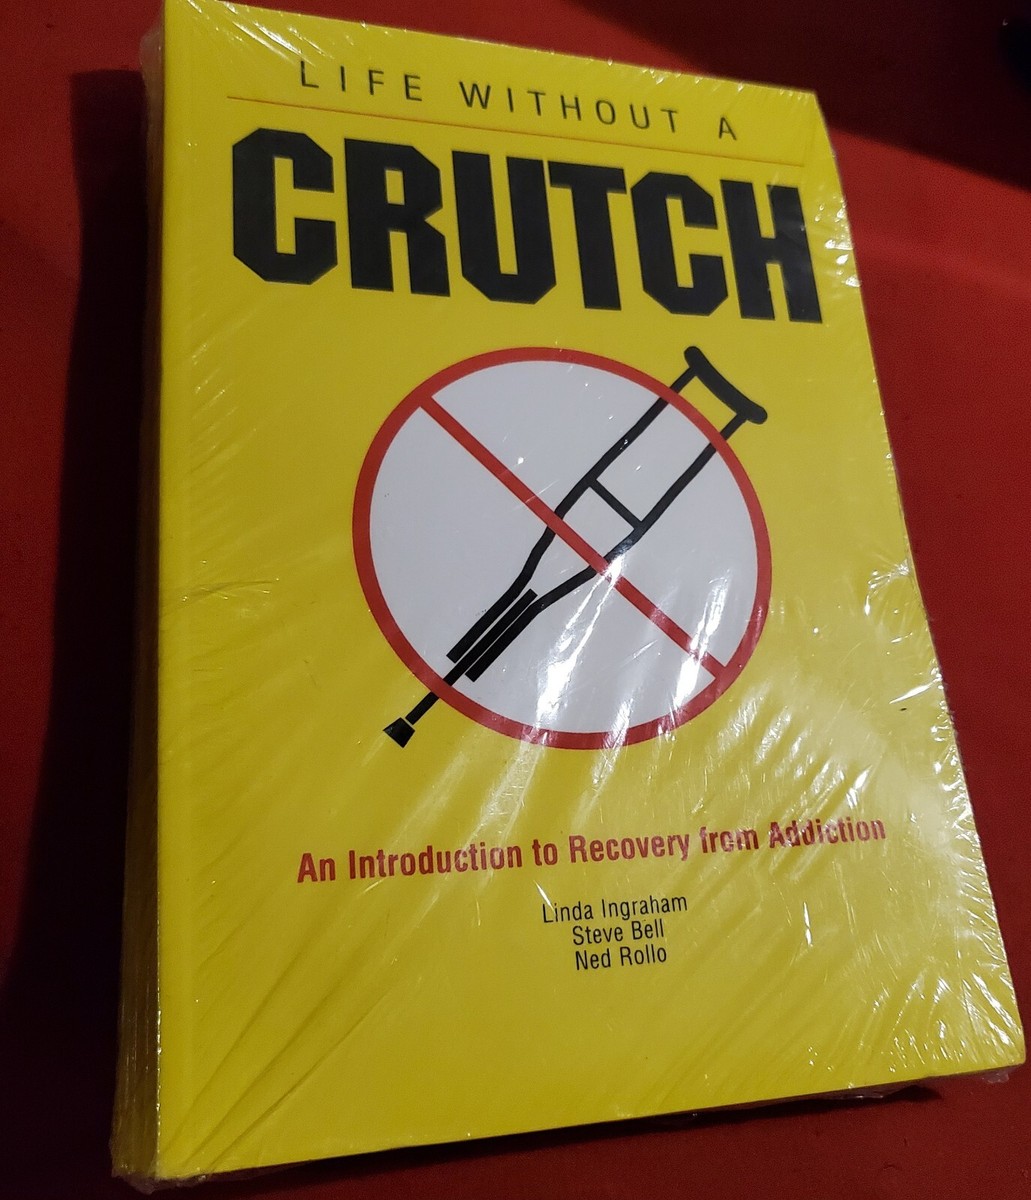 LIFE WITHOUT A
CRUTCH
An Introduction to Recovery from Addiction
Linda Ingraham
Steve Bell
Ned Rollo